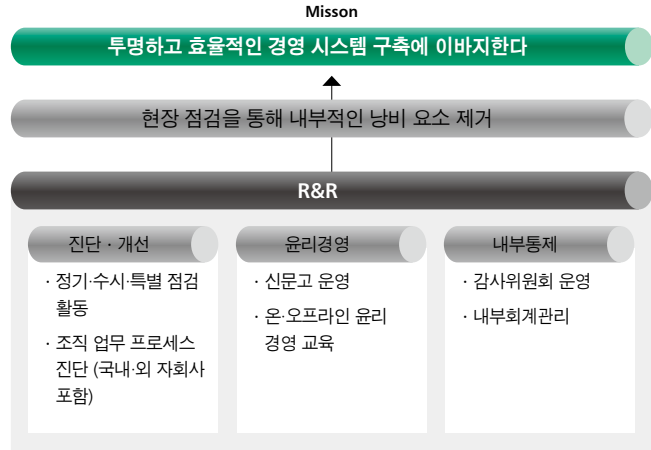 Misson
투명하고 효율적인 경영 시스템 구축에 이바지한다
현장 점검을 통해 내부적인 낭비 요소 제거
R&R
진단 · 개선
· 정기·수시·특별 점검
활동
· 조직 업무 프로세스
진단 (국내·외 자회사
포함)
윤리경영
· 신문고 운영
· 온·오프라인 윤리
경영 교육
내부통제
· 감사위원회 운영
· 내부회계관리